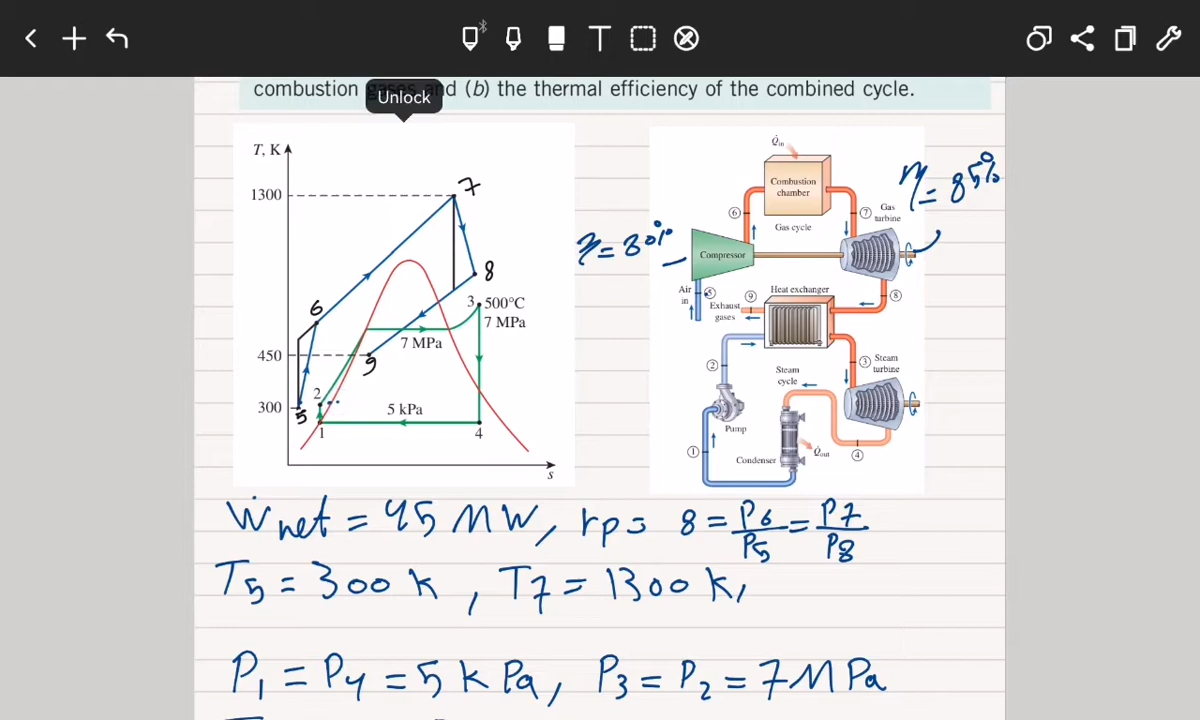 combustion gases and (b) the thermal efficiency of the combined cycle.
Unlock
T, K
1300
450
300
7
8
6
9
5
3
500°C
7 MPa
7 MPa
2
5 kPa
1
4
s
Q̇in
Combustion
chamber
6
7
Gas
turbine
Gas cycle
Compressor
η = 80%
η = 85%
Air
in
5
9
Exhaust
gases
Heat exchanger
8
2
3
Steam
turbine
Steam
cycle
Pump
1
Condenser
Q̇out
4
Ẇnet = 45 MW, rp = 8 = P6/P5 = P7/P8
T5 = 300 K, T7 = 1300 K,
P1 = P4 = 5 kPa, P3 = P2 = 7MPa